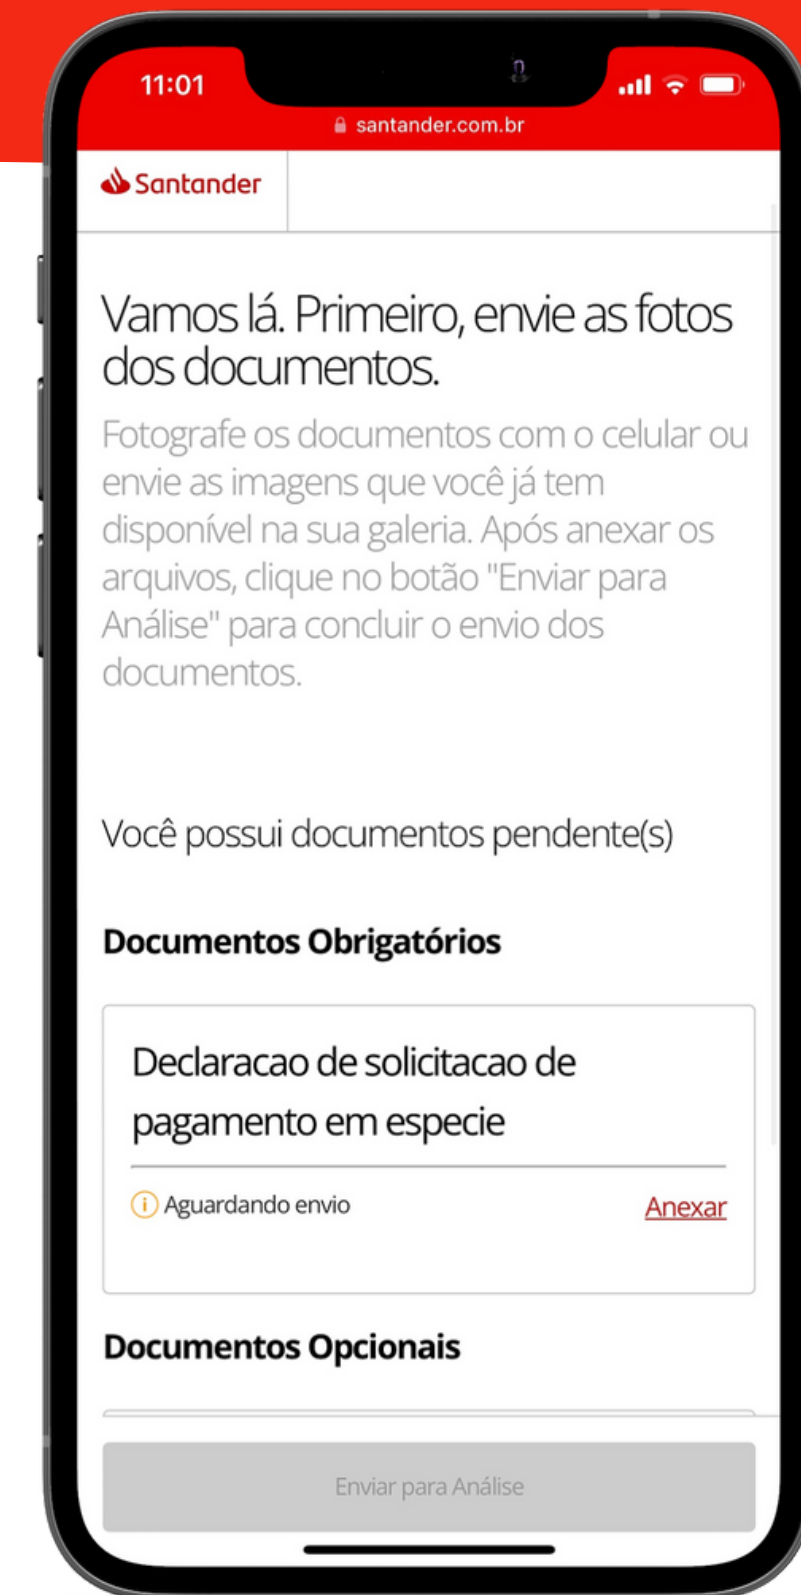 11:01
santander.com.br
Santander
Vamos lá. Primeiro, envie as fotos
dos documentos.
Fotografe os documentos com o celular ou
envie as imagens que você já tem
disponível na sua galeria. Após anexar os
arquivos, clique no botão "Enviar para
Análise" para concluir o envio dos
documentos.
Você possui documentos pendente(s)
Documentos Obrigatórios
Declaracao de solicitacao de
pagamento em especie
Aguardando envio Anexar
Documentos Opcionais
Enviar para Análise